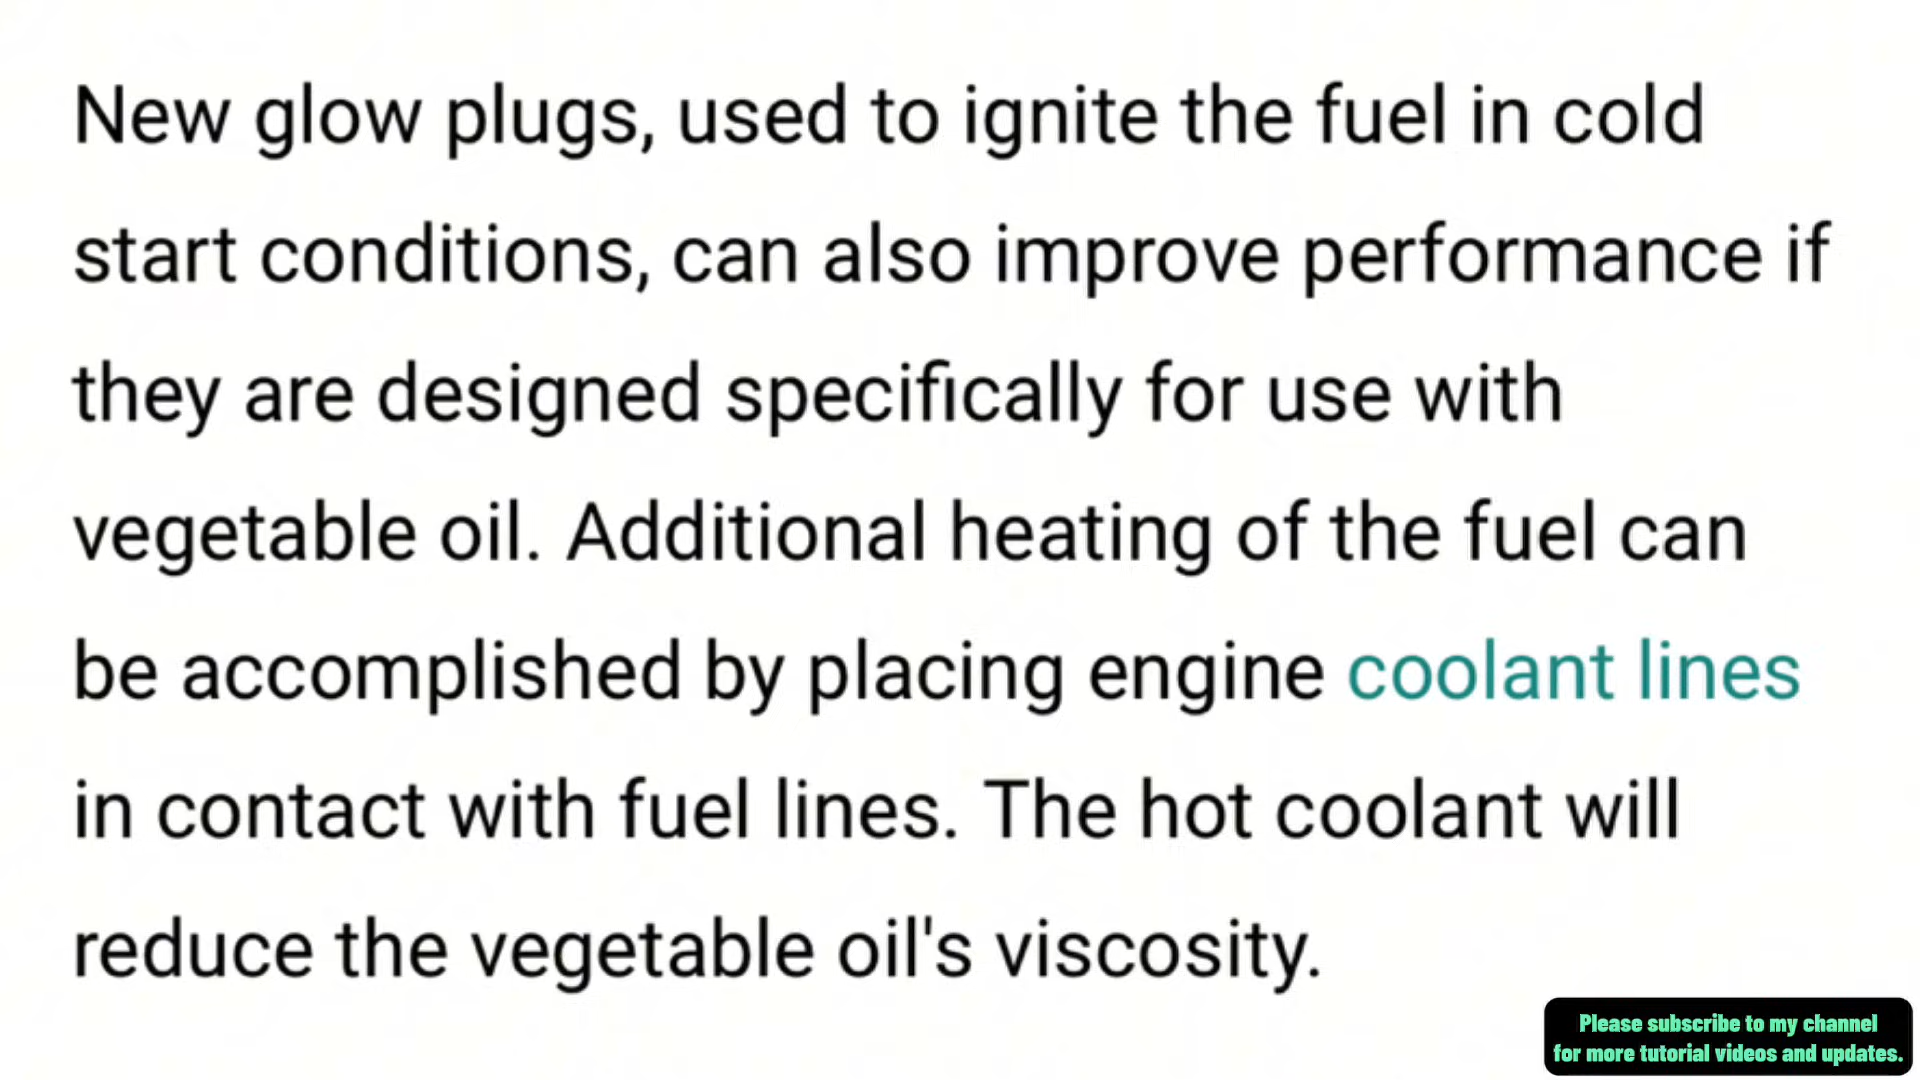 New glow plugs, used to ignite the fuel in cold
start conditions, can also improve performance if
they are designed specifically for use with
vegetable oil. Additional heating of the fuel can
be accomplished by placing engine coolant lines
in contact with fuel lines. The hot coolant will
reduce the vegetable oil's viscosity.
Please subscribe to my channel
for more tutorial videos and updates.